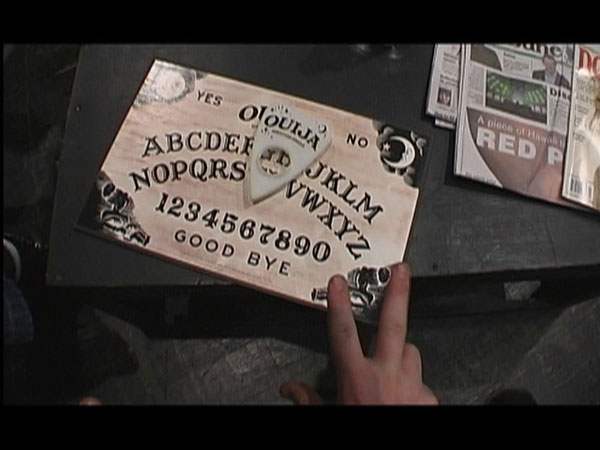 YES
OUIJA
NO
ABCDEF JKLM
NOPQRS VWXYZ
1234567890
GOOD BYE
A piece of Hawaii
RED P